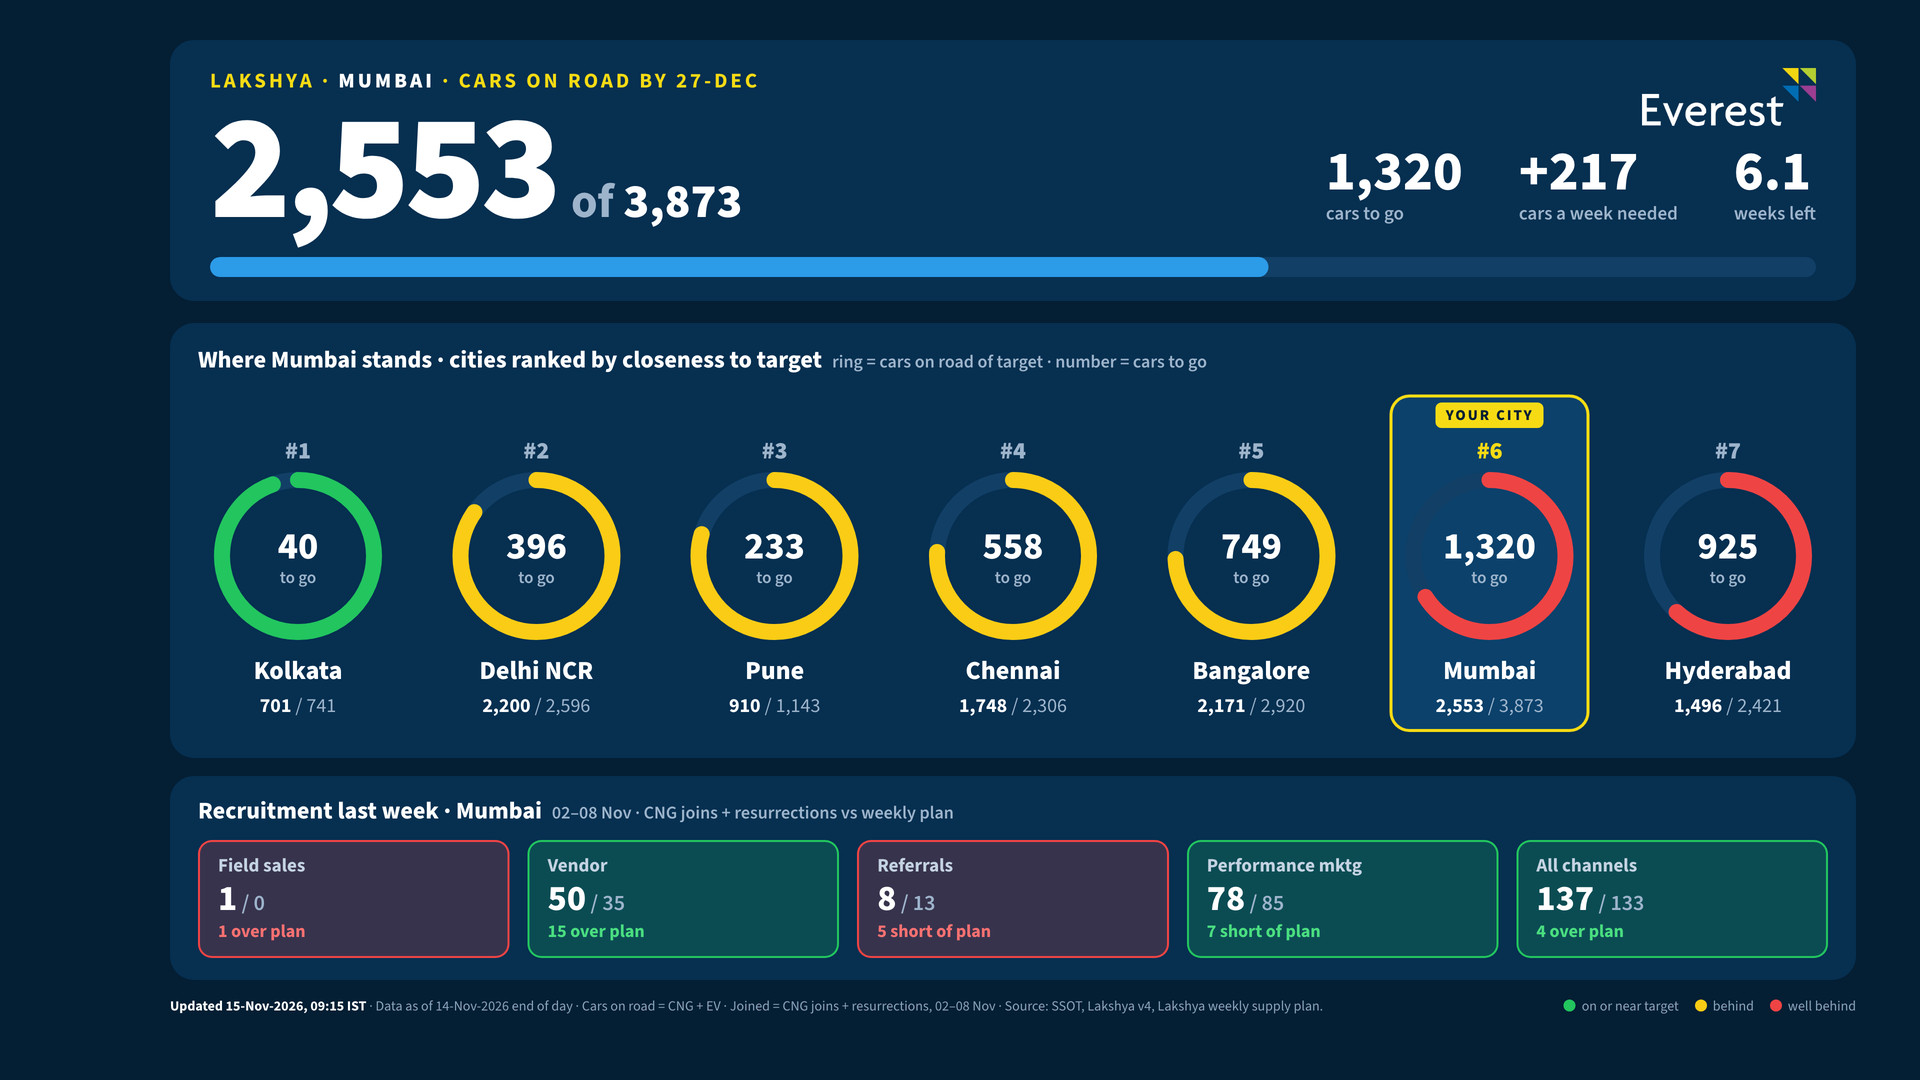 LAKSHYA · MUMBAI · CARS ON ROAD BY 27-DEC
Everest
2,553 of 3,873
1,320 cars to go
+217 cars a week needed
6.1 weeks left
Where Mumbai stands · cities ranked by closeness to target ring = cars on road of target · number = cars to go
#1
40
to go
Kolkata
701 / 741
#2
396
to go
Delhi NCR
2,200 / 2,596
#3
233
to go
Pune
910 / 1,143
#4
558
to go
Chennai
1,748 / 2,306
#5
749
to go
Bangalore
2,171 / 2,920
YOUR CITY
#6
1,320
to go
Mumbai
2,553 / 3,873
#7
925
to go
Hyderabad
1,496 / 2,421
Recruitment last week · Mumbai 02–08 Nov · CNG joins + resurrections vs weekly plan
Field sales
1 / 0
1 over plan
Vendor
50 / 35
15 over plan
Referrals
8 / 13
5 short of plan
Performance mktg
78 / 85
7 short of plan
All channels
137 / 133
4 over plan
Updated 15-Nov-2026, 09:15 IST · Data as of 14-Nov-2026 end of day · Cars on road = CNG + EV · Joined = CNG joins + resurrections, 02–08 Nov · Source: SSOT, Lakshya v4, Lakshya weekly supply plan.
on or near target
behind
well behind